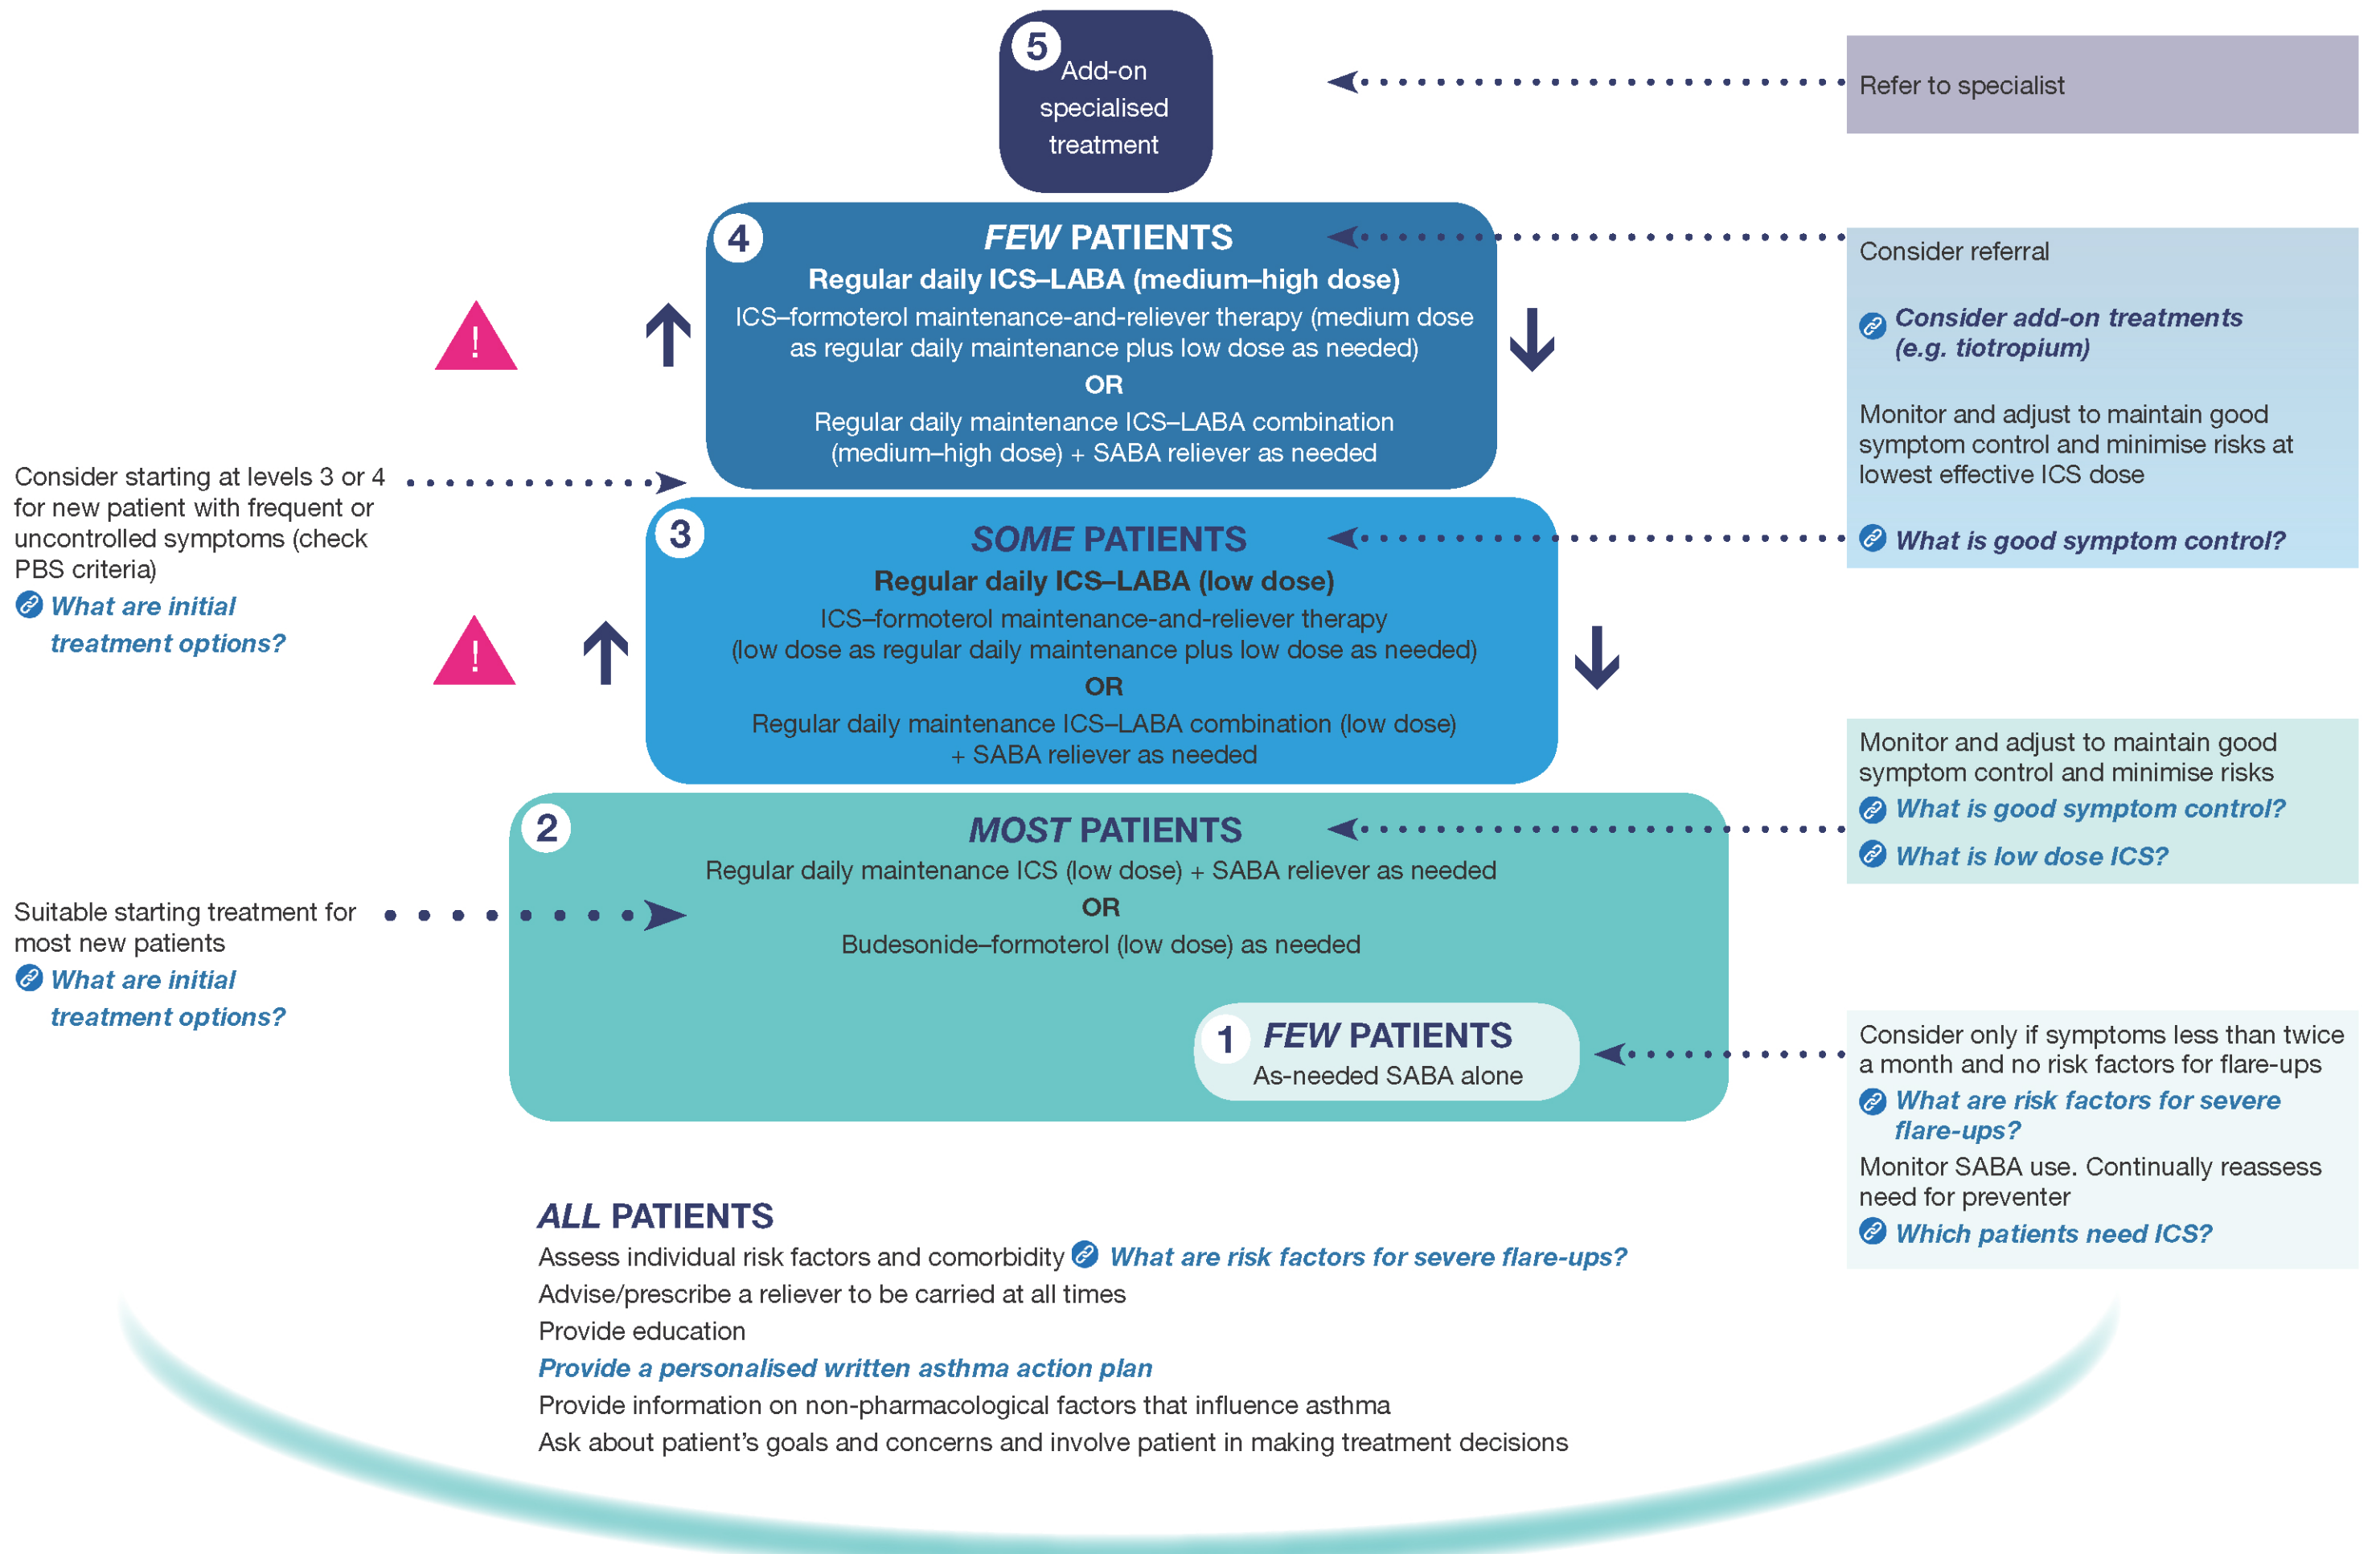 5
Add-on
specialised
treatment
Refer to specialist
4
FEW PATIENTS
Regular daily ICS–LABA (medium–high dose)
ICS–formoterol maintenance-and-reliever therapy (medium dose
as regular daily maintenance plus low dose as needed)
OR
Regular daily maintenance ICS–LABA combination
(medium–high dose) + SABA reliever as needed
!
Consider referral
Consider add-on treatments
(e.g. tiotropium)
Monitor and adjust to maintain good
symptom control and minimise risks at
lowest effective ICS dose
What is good symptom control?
Consider starting at levels 3 or 4
for new patient with frequent or
uncontrolled symptoms (check
PBS criteria)
What are initial
treatment options?
!
3
SOME PATIENTS
Regular daily ICS–LABA (low dose)
ICS–formoterol maintenance-and-reliever therapy
(low dose as regular daily maintenance plus low dose as needed)
OR
Regular daily maintenance ICS–LABA combination (low dose)
+ SABA reliever as needed
Monitor and adjust to maintain good
symptom control and minimise risks
What is good symptom control?
What is low dose ICS?
2
MOST PATIENTS
Regular daily maintenance ICS (low dose) + SABA reliever as needed
OR
Budesonide–formoterol (low dose) as needed
Suitable starting treatment for
most new patients
What are initial
treatment options?
1
FEW PATIENTS
As-needed SABA alone
Consider only if symptoms less than twice
a month and no risk factors for flare-ups
What are risk factors for severe
flare-ups?
Monitor SABA use. Continually reassess
need for preventer
Which patients need ICS?
ALL PATIENTS
Assess individual risk factors and comorbidity What are risk factors for severe flare-ups?
Advise/prescribe a reliever to be carried at all times
Provide education
Provide a personalised written asthma action plan
Provide information on non-pharmacological factors that influence asthma
Ask about patient's goals and concerns and involve patient in making treatment decisions